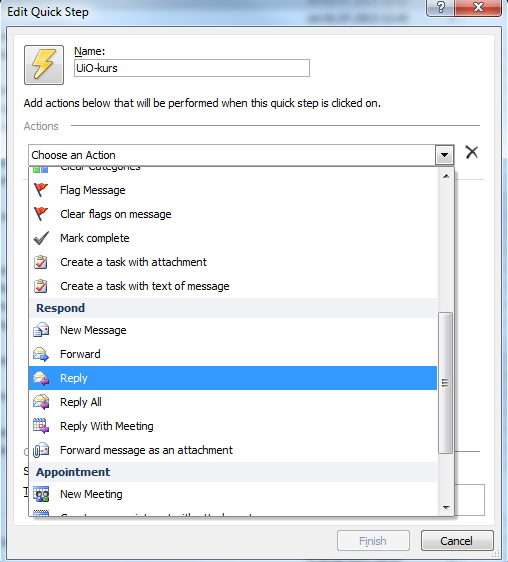 Edit Quick Step
?
Name:
UiO-kurs
Add actions below that will be performed when this quick step is clicked on.
Actions
Choose an Action
Clear Categories
Flag Message
Clear flags on message
Mark complete
Create a task with attachment
Create a task with text of message
Respond
New Message
Forward
Reply
Reply All
Reply With Meeting
Forward message as an attachment
Appointment
New Meeting
Finish
Cancel